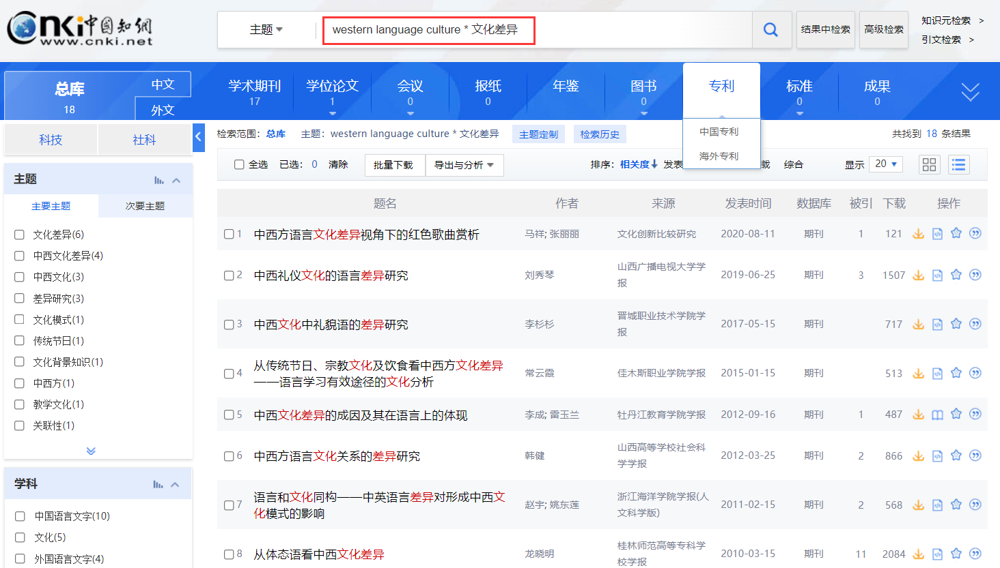 cnki中国知网
www.cnki.net
主题
western language culture * 文化差异
结果中检索
高级检索
知识元检索 >
引文检索 >
总库
18
中文
外文
学术期刊
17
学位论文
1
会议
0
报纸
0
年鉴
图书
0
专利
标准
0
成果
0
中国专利
海外专利
科技
社科
检索范围：总库 主题：western language culture * 文化差异 主题定制 检索历史
共找到 18 条结果
全选 已选：0 清除 批量下载 导出与分析
排序：相关度 发表 载 综合
显示 20
主题
主要主题 次要主题
文化差异(6)
中西文化差异(4)
中西文化(3)
差异研究(3)
文化模式(1)
传统节日(1)
文化背景知识(1)
中西方(1)
教学文化(1)
关联性(1)
学科
中国语言文字(10)
文化(5)
外国语言文字(4)
题名 作者 来源 发表时间 数据库 被引 下载 操作
1 中西方语言文化差异视角下的红色歌曲赏析 马祥; 张丽丽 文化创新比较研究 2020-08-11 期刊 1 121
2 中西礼仪文化的语言差异研究 刘秀琴 山西广播电视大学学
报 2019-06-25 期刊 3 1507
3 中西文化中礼貌语的差异研究 李杉杉 晋城职业技术学院学
报 2017-05-15 期刊 717
4 从传统节日、宗教文化及饮食看中西方文化差异
——语言学习有效途径的文化分析 常云霞 佳木斯职业学院学报 2015-01-15 期刊 513
5 中西文化差异的成因及其在语言上的体现 李成; 雷玉兰 牡丹江教育学院学报 2012-09-16 期刊 1 487
6 中西方语言文化关系的差异研究 韩健 山西高等学校社会科
学学报 2012-03-25 期刊 2 866
7 语言和文化同构——中英语言差异对形成中西文
化模式的影响 赵宇; 姚东莲 浙江海洋学院学报(人
文科学版) 2011-02-15 期刊 2 568
8 从体态语看中西文化差异 龙晓明 桂林师范高等专科学
校学报 2010-03-15 期刊 11 2084